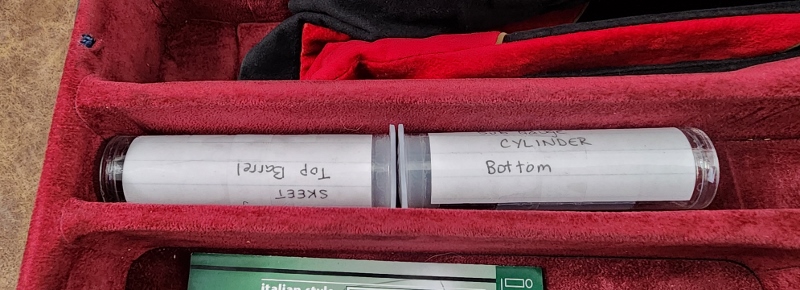 SKEET
Top Barrel
CYLINDER
Bottom
italian style